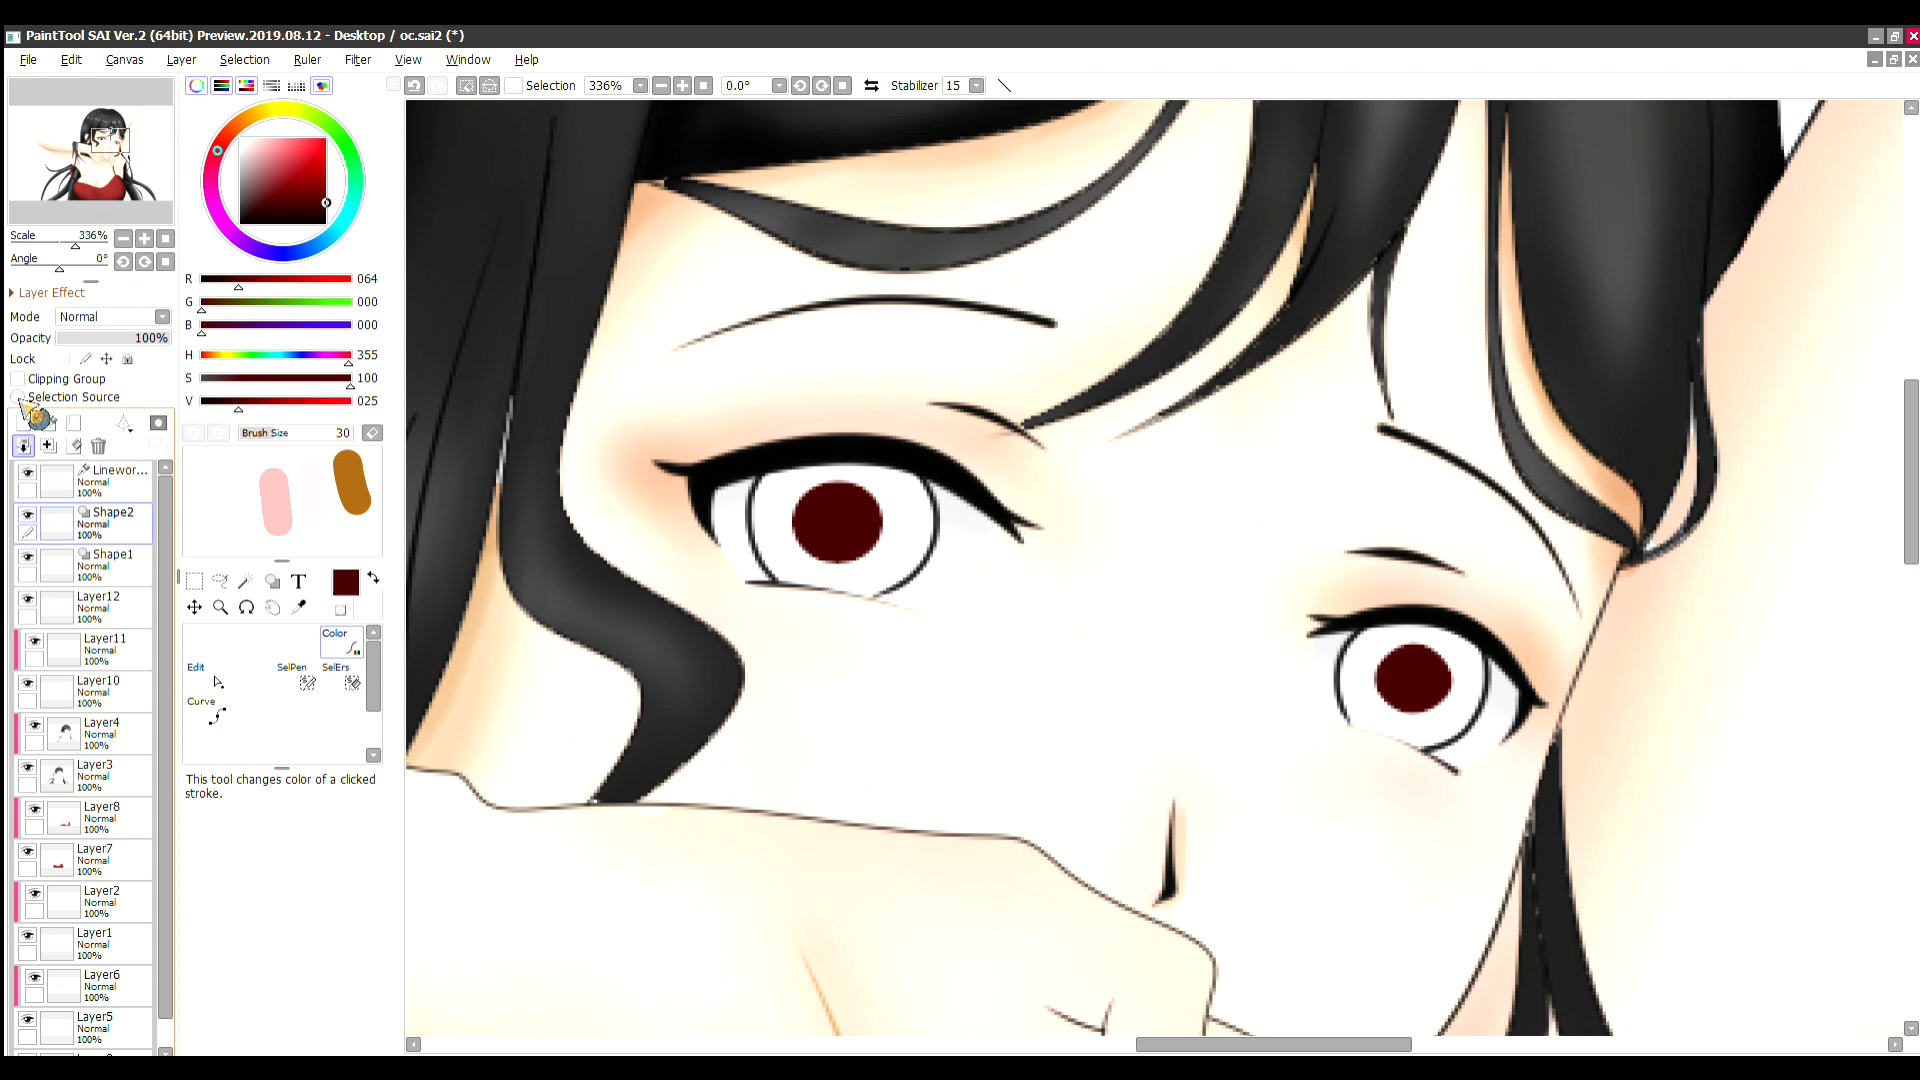 PaintTool SAI Ver.2 (64bit) Preview.2019.08.12 - Desktop / oc.sai2 (*)
File Edit Canvas Layer Selection Ruler Filter View Window Help
Selection 336% 0.0° Stabilizer 15
Scale 336%
Angle 0°
Layer Effect
Mode Normal
Opacity 100%
Lock
Clipping Group
Selection Source
R 064
G 000
B 000
H 355
S 100
V 025
Brush Size 30
T
Color
Edit SelPen SelErs
Curve
This tool changes color of a clicked
stroke.
Linewor...
Normal
100%
Shape2
Normal
100%
Shape1
Normal
100%
Layer12
Normal
100%
Layer11
Normal
100%
Layer10
Normal
100%
Layer4
Normal
100%
Layer3
Normal
100%
Layer8
Normal
100%
Layer7
Normal
100%
Layer2
Normal
100%
Layer1
Normal
100%
Layer6
Normal
100%
Layer5
Normal
100%